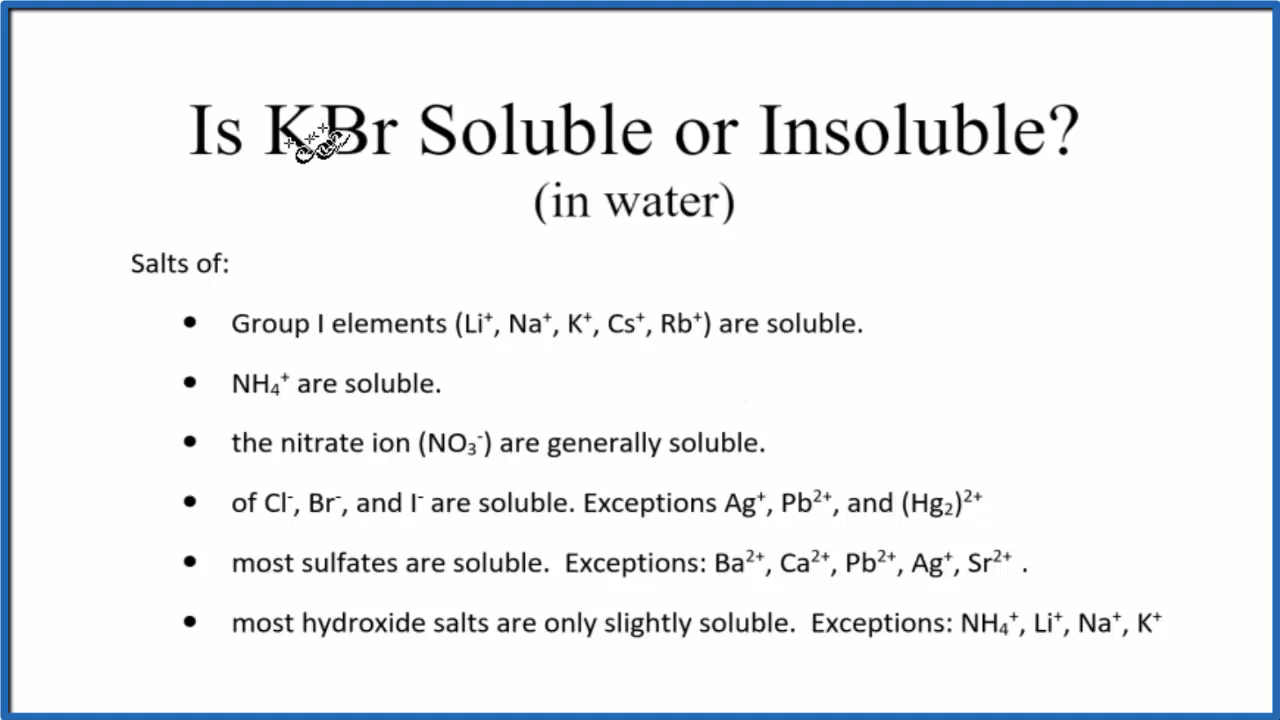 Is KBr Soluble or Insoluble?
(in water)
Salts of:
• Group I elements (Li⁺, Na⁺, K⁺, Cs⁺, Rb⁺) are soluble.
• NH₄⁺ are soluble.
• the nitrate ion (NO₃⁻) are generally soluble.
• of Cl⁻, Br⁻, and I⁻ are soluble. Exceptions Ag⁺, Pb²⁺, and (Hg₂)²⁺
• most sulfates are soluble.  Exceptions: Ba²⁺, Ca²⁺, Pb²⁺, Ag⁺, Sr²⁺ .
• most hydroxide salts are only slightly soluble.  Exceptions: NH₄⁺, Li⁺, Na⁺, K⁺